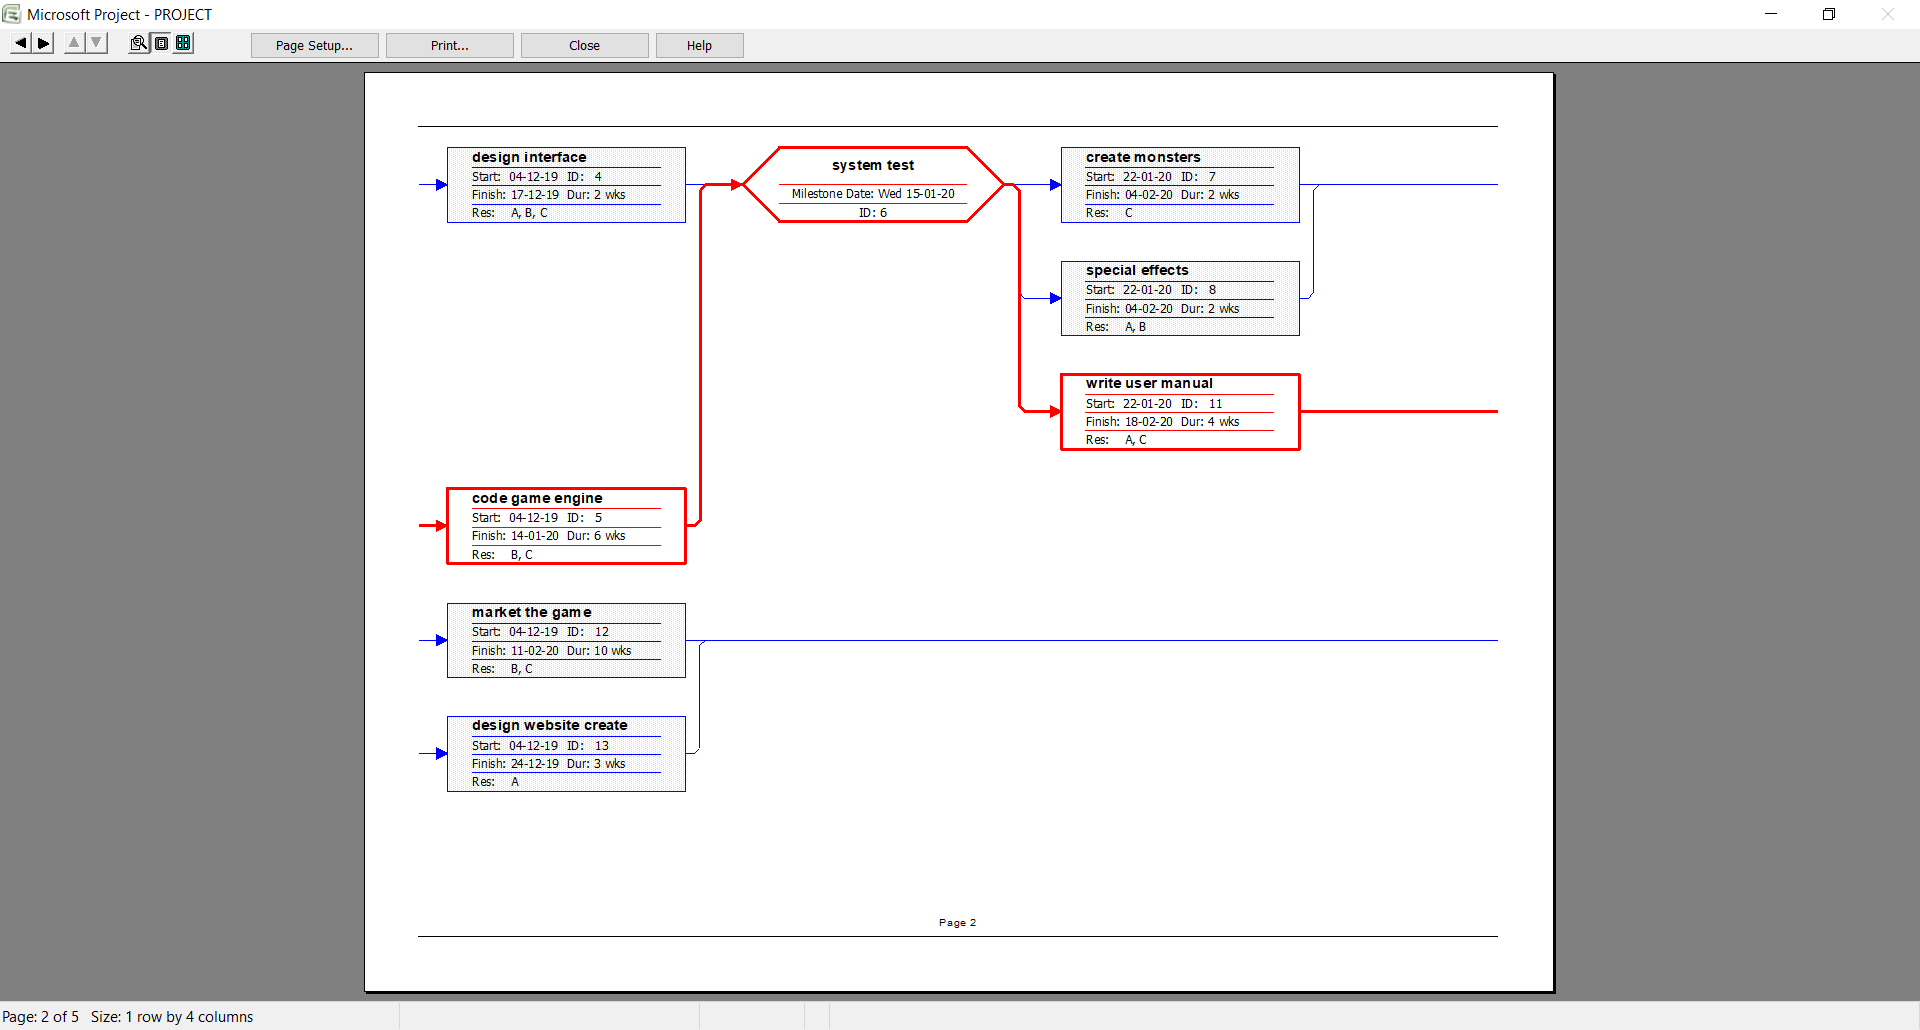 Microsoft Project - PROJECT
Page Setup...
Print...
Close
Help
design interface
Start: 04-12-19 ID: 4
Finish: 17-12-19 Dur: 2 wks
Res: A, B, C
system test
Milestone Date: Wed 15-01-20
ID: 6
create monsters
Start: 22-01-20 ID: 7
Finish: 04-02-20 Dur: 2 wks
Res: C
special effects
Start: 22-01-20 ID: 8
Finish: 04-02-20 Dur: 2 wks
Res: A, B
write user manual
Start: 22-01-20 ID: 11
Finish: 18-02-20 Dur: 4 wks
Res: A, C
code game engine
Start: 04-12-19 ID: 5
Finish: 14-01-20 Dur: 6 wks
Res: B, C
market the game
Start: 04-12-19 ID: 12
Finish: 11-02-20 Dur: 10 wks
Res: B, C
design website create
Start: 04-12-19 ID: 13
Finish: 24-12-19 Dur: 3 wks
Res: A
Page 2
Page: 2 of 5 Size: 1 row by 4 columns